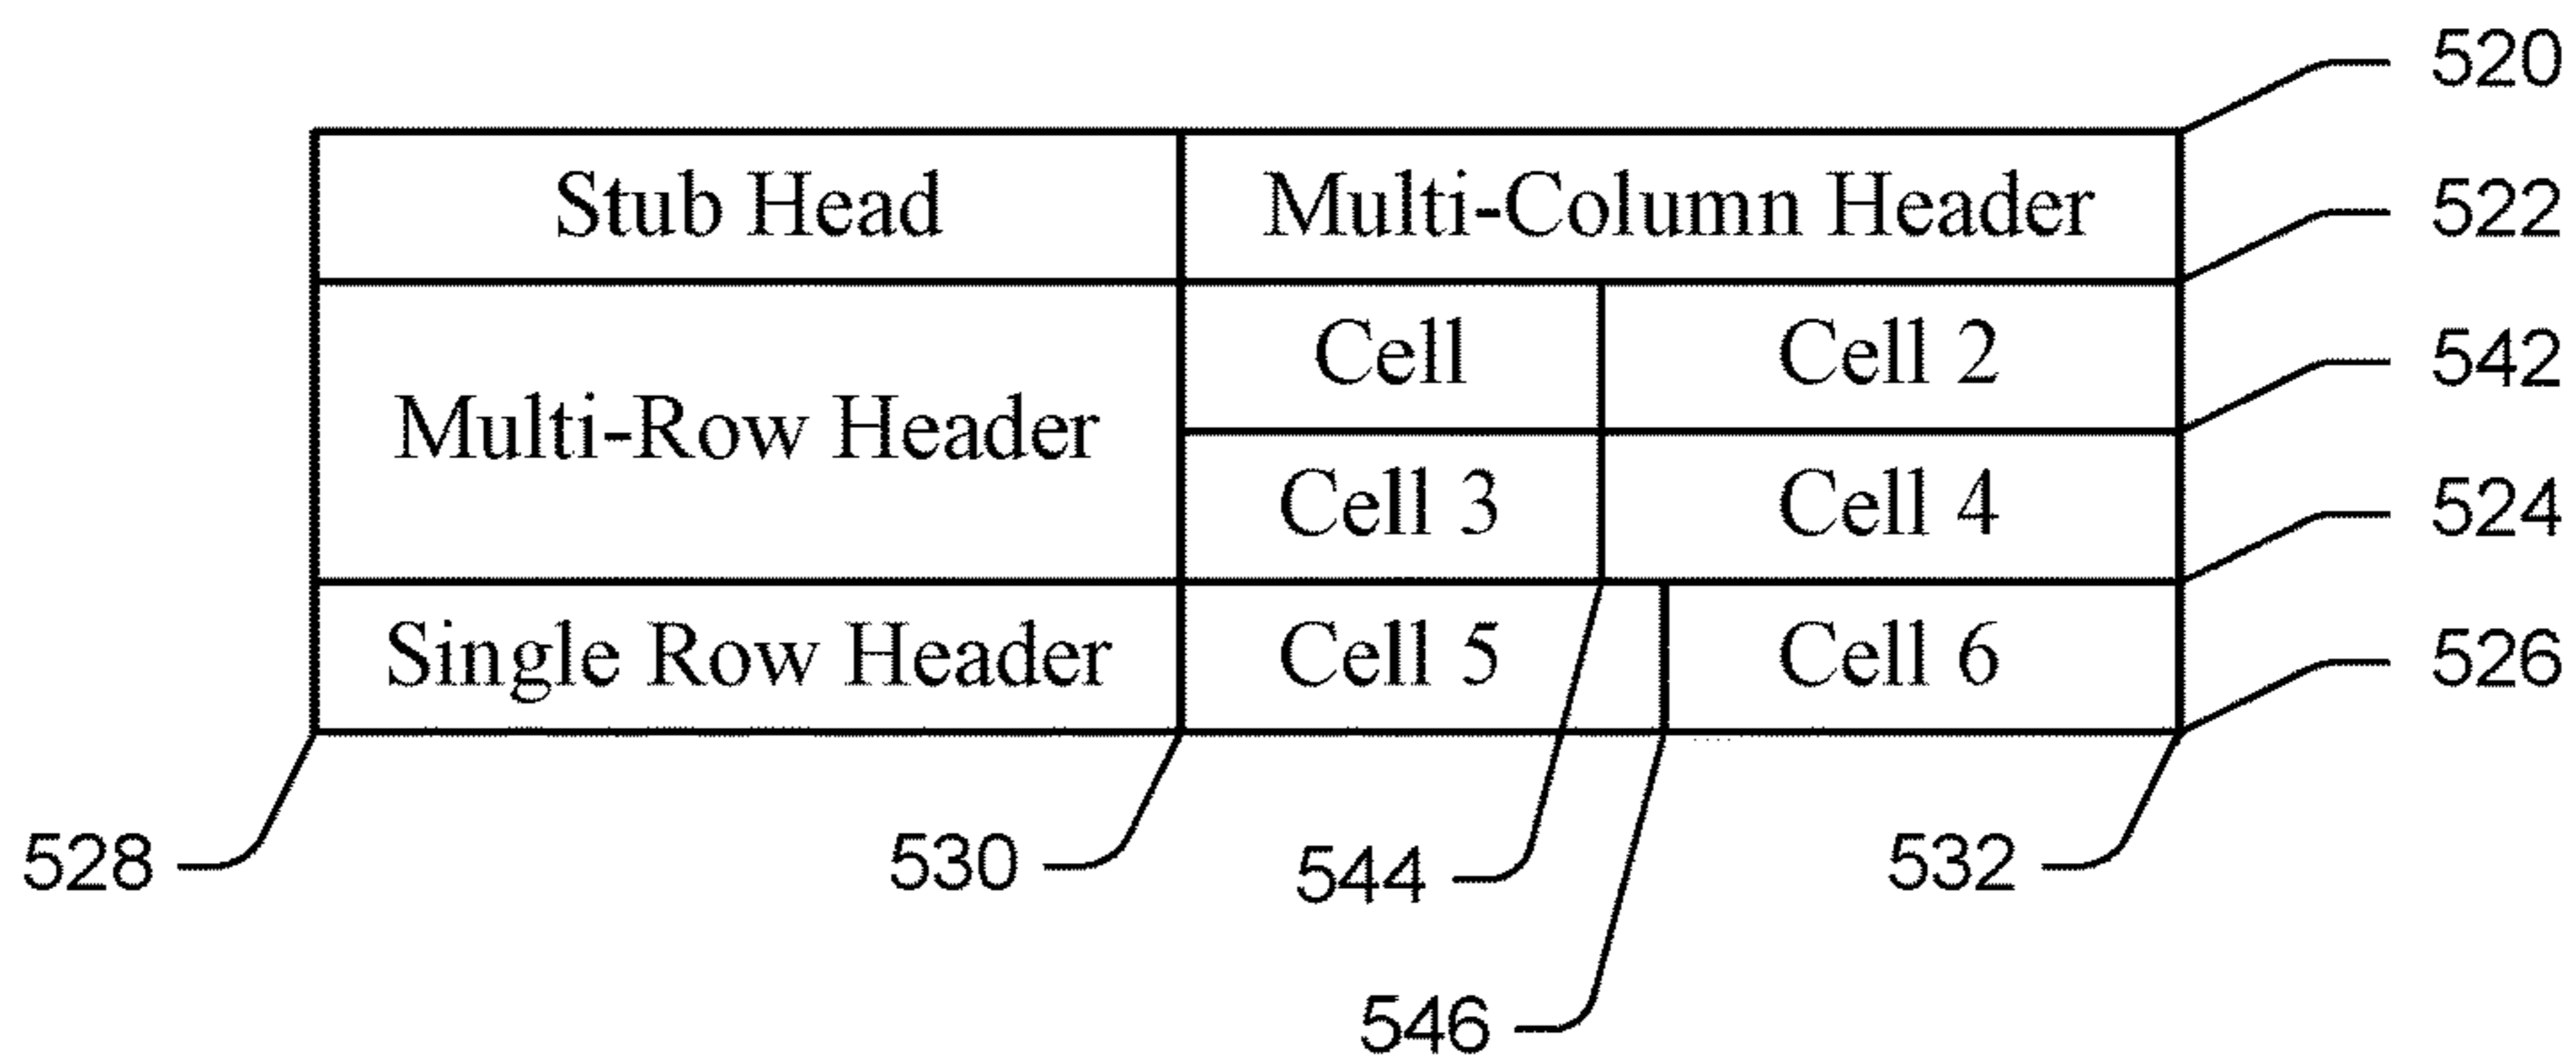 520
Stub Head Multi-Column Header
522
Cell Cell 2
542
Multi-Row Header
Cell 3 Cell 4
524
Single Row Header Cell 5 Cell 6
526
528 530 544 532
546